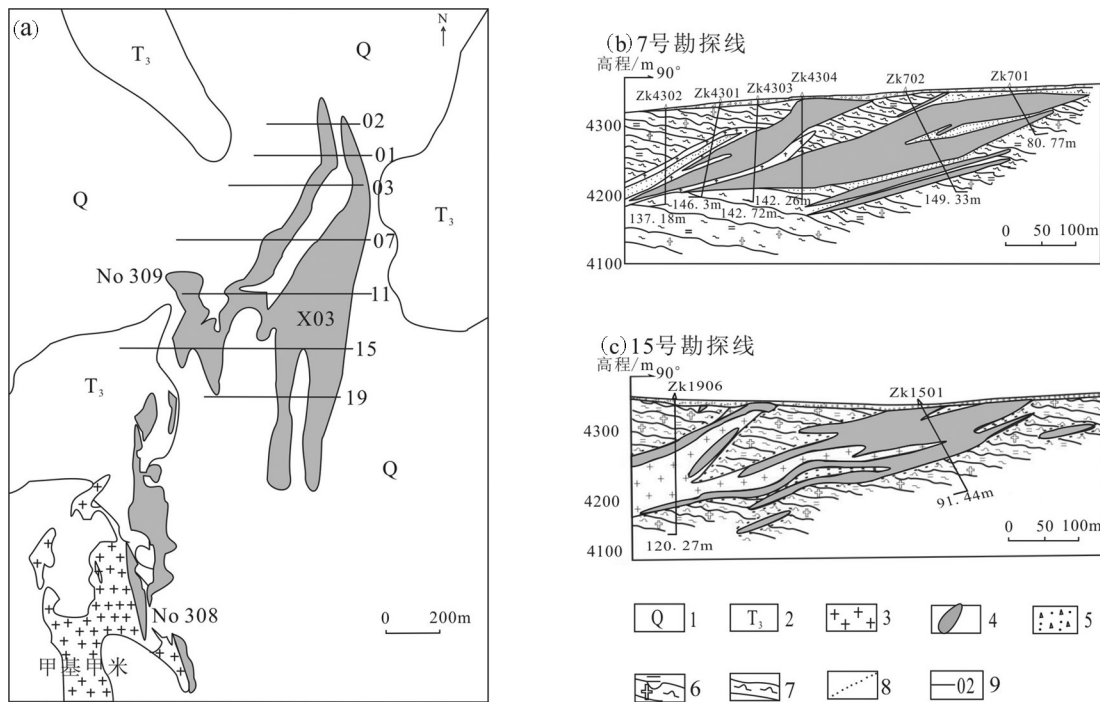 (a)
N
T₃
Q
02
01
03
Q
T₃
07
No 309
11
X03
15
T₃
19
Q
No 308
0 200m
甲基甲米
(b) 7号勘探线
高程/m 90°
Zk4302 Zk4301 Zk4303 Zk4304 Zk702 Zk701
4300
4200
4100
137.18m 146.3m 142.72m 142.26m 149.33m 80.77m
0 50 100m
(c) 15号勘探线
高程/m 90°
Zk1906 Zk1501
4300
4200
4100
120.27m 91.44m
0 50 100m
Q 1 T₃ 2 3 4 5
6 7 8 02 9